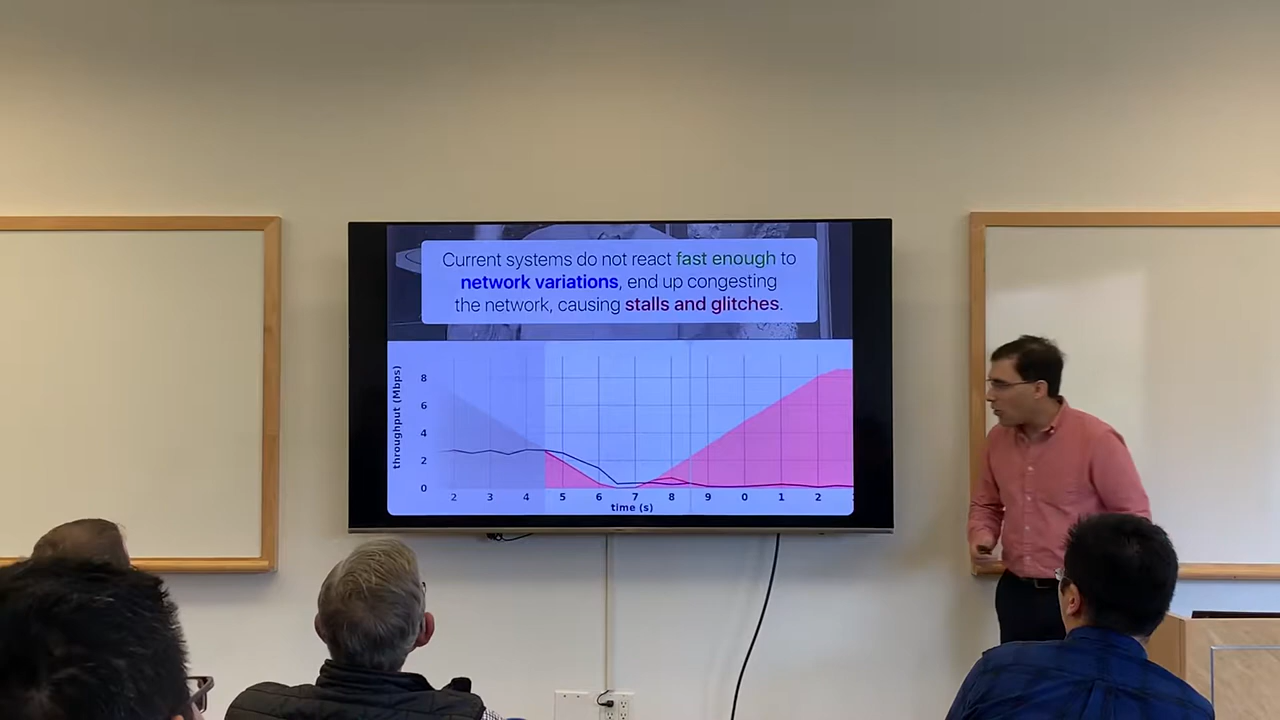 Current systems do not react fast enough to
network variations, end up congesting
the network, causing stalls and glitches.
throughput (Mbps)
8
6
4
2
0
2 3 4 5 6 7 8 9 0 1 2
time (s)